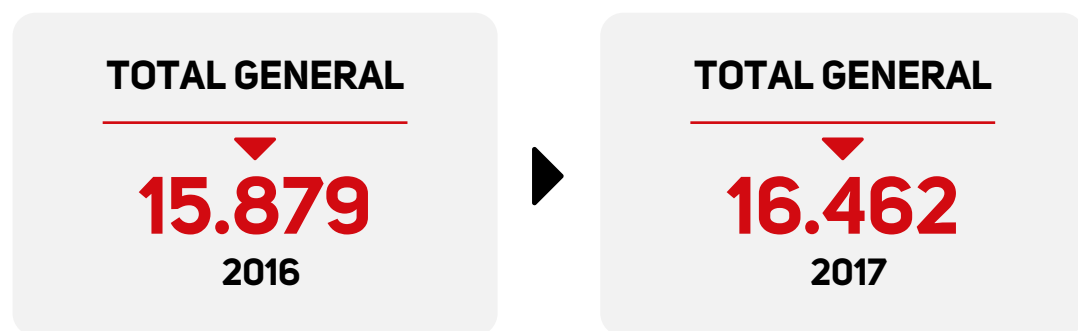 TOTAL GENERAL
15.879
2016
TOTAL GENERAL
16.462
2017